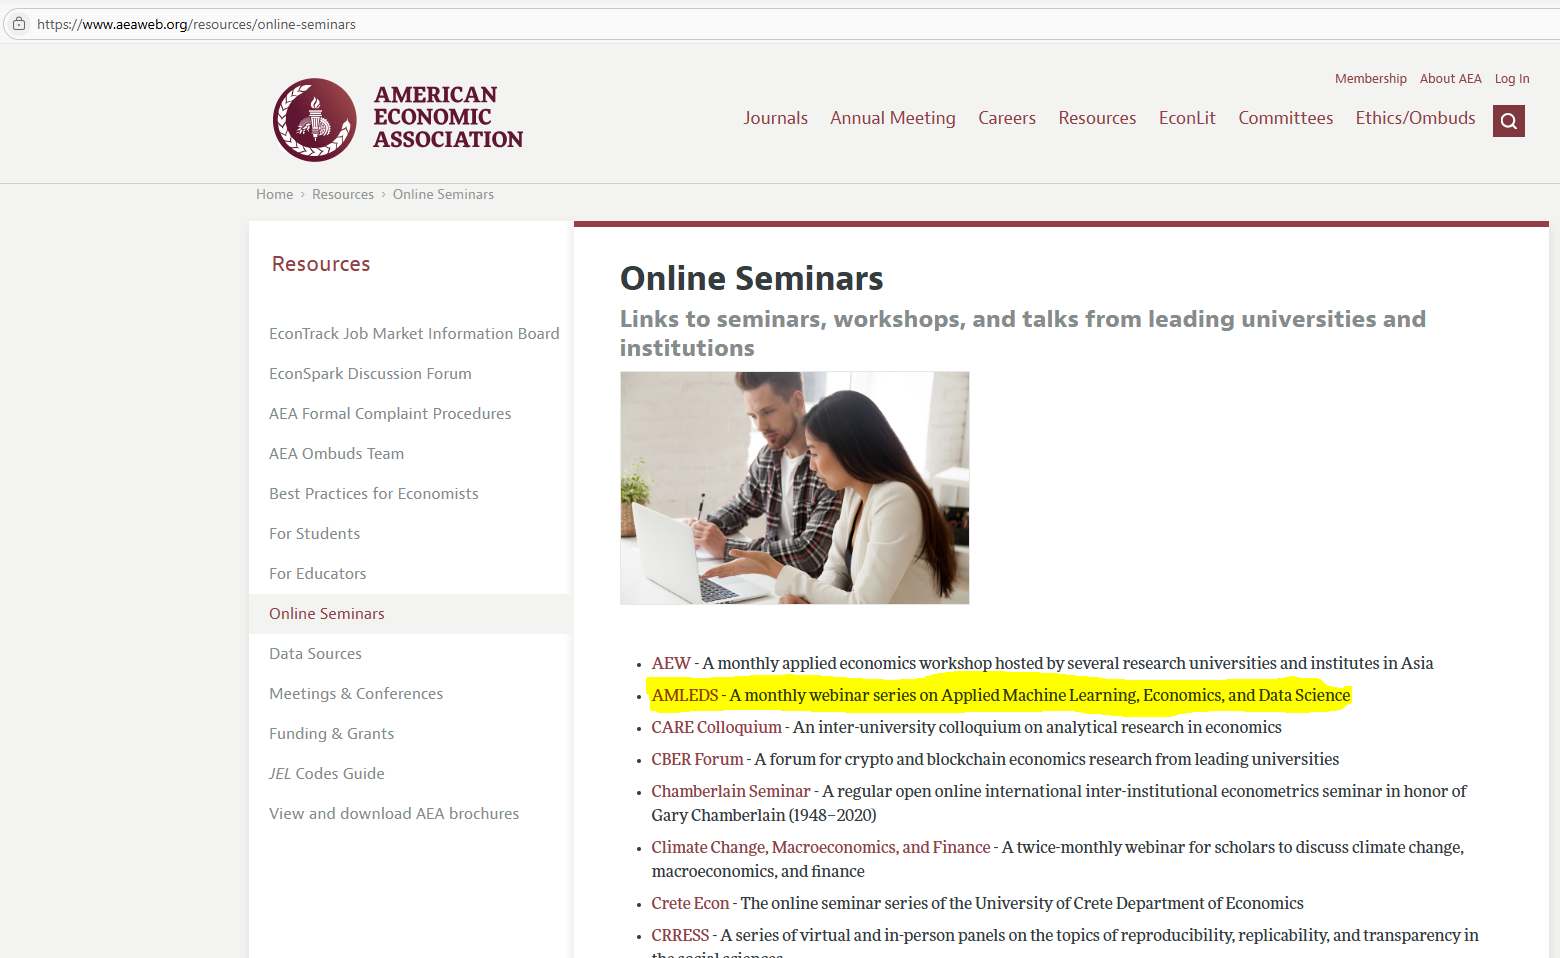 https://www.aeaweb.org/resources/online-seminars
AMERICAN
ECONOMIC
ASSOCIATION
Membership About AEA Log In
Journals Annual Meeting Careers Resources EconLit Committees Ethics/Ombuds
Home › Resources › Online Seminars
Resources
EconTrack Job Market Information Board
EconSpark Discussion Forum
AEA Formal Complaint Procedures
AEA Ombuds Team
Best Practices for Economists
For Students
For Educators
Online Seminars
Data Sources
Meetings & Conferences
Funding & Grants
JEL Codes Guide
View and download AEA brochures
Online Seminars
Links to seminars, workshops, and talks from leading universities and
institutions
• AEW - A monthly applied economics workshop hosted by several research universities and institutes in Asia
• AMLEDS - A monthly webinar series on Applied Machine Learning, Economics, and Data Science
• CARE Colloquium - An inter-university colloquium on analytical research in economics
• CBER Forum - A forum for crypto and blockchain economics research from leading universities
• Chamberlain Seminar - A regular open online international inter-institutional econometrics seminar in honor of
Gary Chamberlain (1948–2020)
• Climate Change, Macroeconomics, and Finance - A twice-monthly webinar for scholars to discuss climate change,
macroeconomics, and finance
• Crete Econ - The online seminar series of the University of Crete Department of Economics
• CRRESS - A series of virtual and in-person panels on the topics of reproducibility, replicability, and transparency in
the social sciences